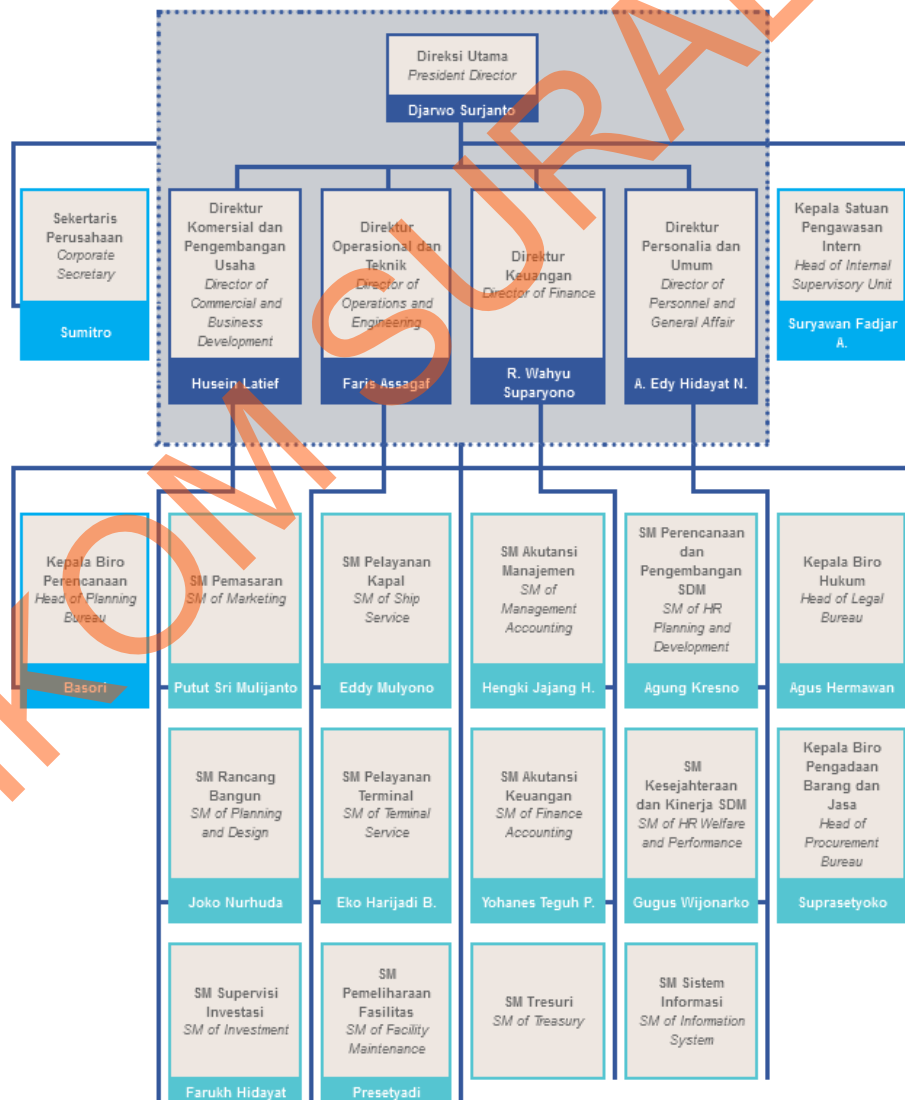 Direksi Utama
President Director
Djarwo Surjanto
Sekertaris
Perusahaan
Corporate
Secretary
Sumitro
Direktur
Komersial dan
Pengembangan
Usaha
Director of
Commercial and
Business
Development
Husein Latief
Direktur
Operasional dan
Teknik
Director of
Operations and
Engineering
Faris Assagaf
Direktur
Keuangan
Director of Finance
R. Wahyu
Suparyono
Direktur
Personalia dan
Umum
Director of
Personnel and
General Affair
A. Edy Hidayat N.
Kepala Satuan
Pengawasan
Intern
Head of Internal
Supervisory Unit
Suryawan Fadjar
A.
Kepala Biro
Perencanaan
Head of Planning
Bureau
Basori
SM Pemasaran
SM of Marketing
Putut Sri Mulijanto
SM Pelayanan
Kapal
SM of Ship
Service
Eddy Mulyono
SM Akutansi
Manajemen
SM of
Management
Accounting
Hengki Jajang H.
SM Perencanaan
dan
Pengembangan
SDM
SM of HR
Planning and
Development
Agung Kresno
Kepala Biro
Hukum
Head of Legal
Bureau
Agus Hermawan
SM Rancang
Bangun
SM of Planning
and Design
Joko Nurhuda
SM Pelayanan
Terminal
SM of Terminal
Service
Eko Harijadi B.
SM Akutansi
Keuangan
SM of Finance
Accounting
Yohanes Teguh P.
SM
Kesejahteraan
dan Kinerja SDM
SM of HR Welfare
and Performance
Gugus Wijonarko
Kepala Biro
Pengadaan
Barang dan
Jasa
Head of
Procurement
Bureau
Suprasetyoko
SM Supervisi
Investasi
SM of Investment
Farukh Hidayat
SM
Pemeliharaan
Fasilitas
SM of Facility
Maintenance
Presetyadi
SM Tresuri
SM of Treasury
SM Sistem
Informasi
SM of Information
System